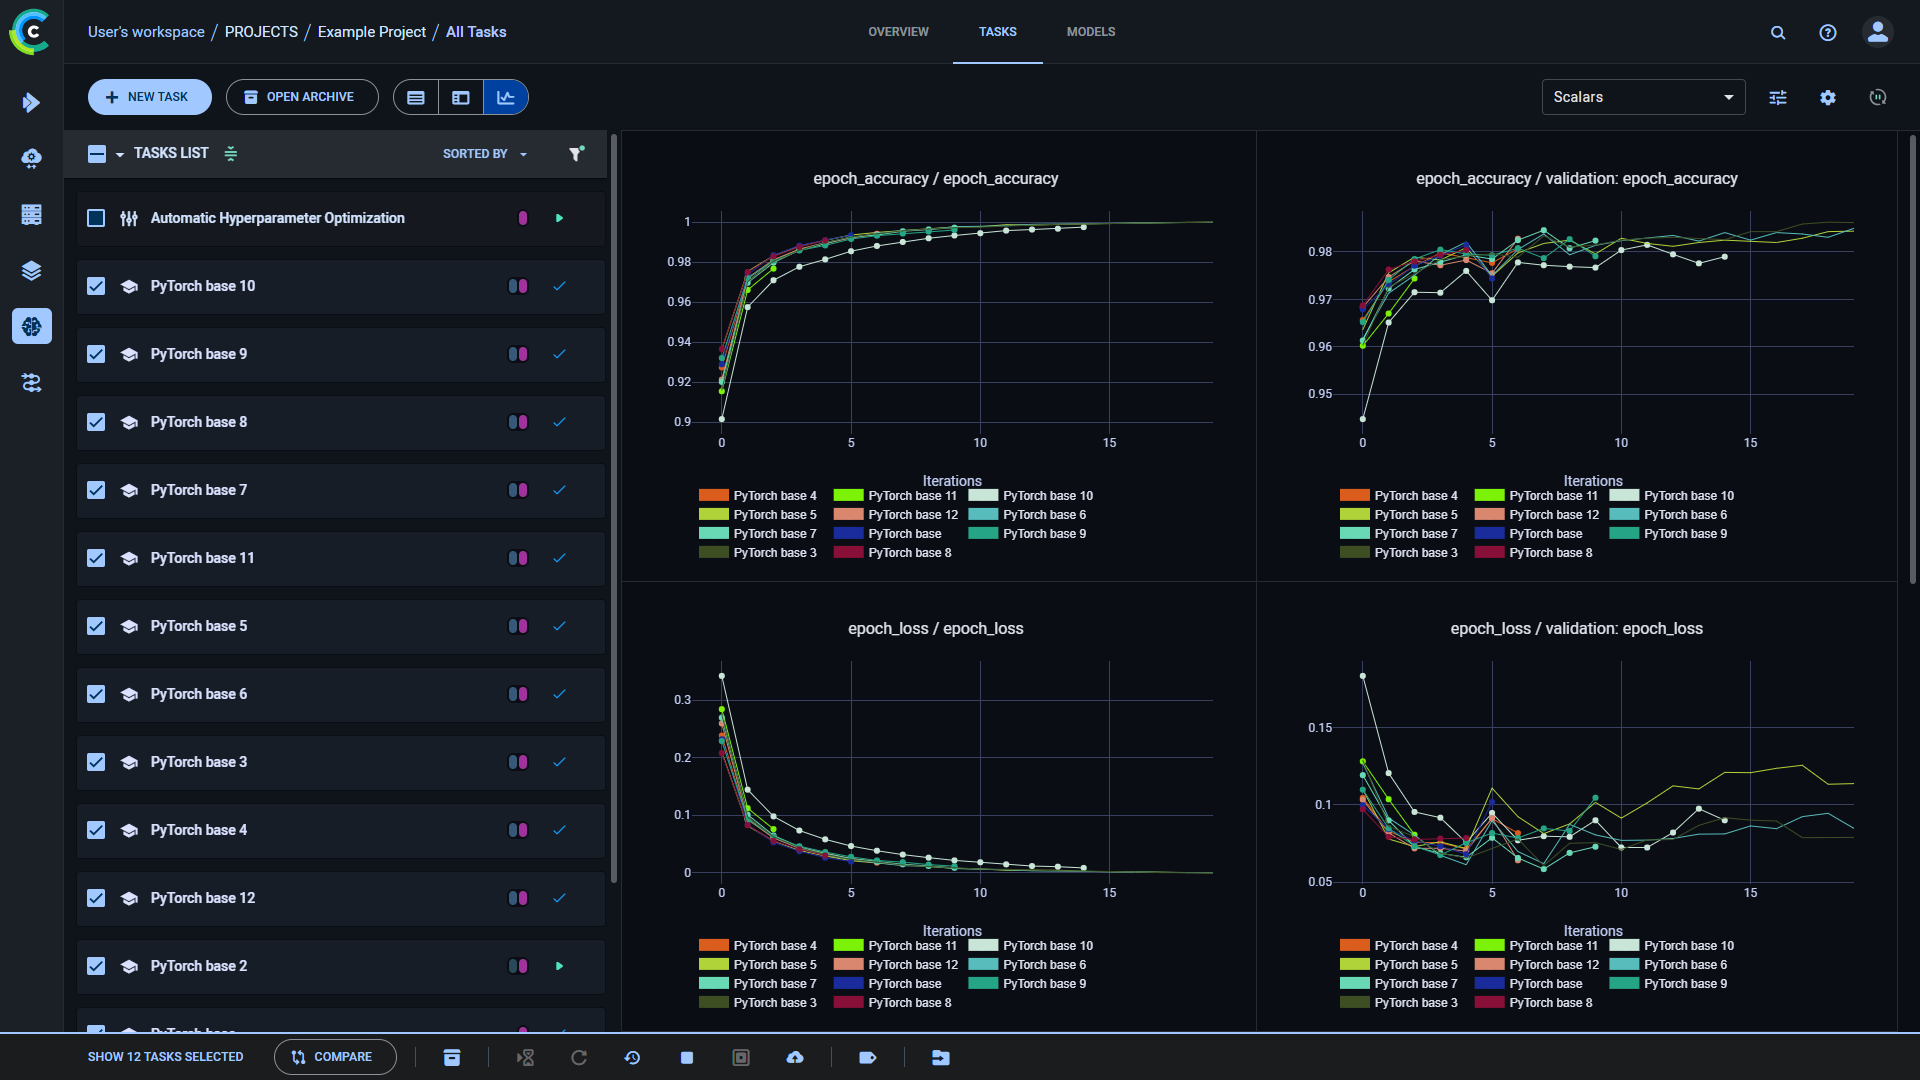 User's workspace / PROJECTS / Example Project / All Tasks
OVERVIEW
TASKS
MODELS
NEW TASK
OPEN ARCHIVE
Scalars
TASKS LIST
SORTED BY
Automatic Hyperparameter Optimization
PyTorch base 10
PyTorch base 9
PyTorch base 8
PyTorch base 7
PyTorch base 11
PyTorch base 5
PyTorch base 6
PyTorch base 3
PyTorch base 4
PyTorch base 12
PyTorch base 2
PyTorch base
epoch_accuracy / epoch_accuracy
1
0.98
0.96
0.94
0.92
0.9
0 5 10 15
Iterations
PyTorch base 4 PyTorch base 11 PyTorch base 10
PyTorch base 5 PyTorch base 12 PyTorch base 6
PyTorch base 7 PyTorch base PyTorch base 9
PyTorch base 3 PyTorch base 8
epoch_accuracy / validation: epoch_accuracy
0.98
0.97
0.96
0.95
0 5 10 15
Iterations
PyTorch base 4 PyTorch base 11 PyTorch base 10
PyTorch base 5 PyTorch base 12 PyTorch base 6
PyTorch base 7 PyTorch base PyTorch base 9
PyTorch base 3 PyTorch base 8
epoch_loss / epoch_loss
0.3
0.2
0.1
0
0 5 10 15
Iterations
PyTorch base 4 PyTorch base 11 PyTorch base 10
PyTorch base 5 PyTorch base 12 PyTorch base 6
PyTorch base 7 PyTorch base PyTorch base 9
PyTorch base 3 PyTorch base 8
epoch_loss / validation: epoch_loss
0.15
0.1
0.05
0 5 10 15
Iterations
PyTorch base 4 PyTorch base 11 PyTorch base 10
PyTorch base 5 PyTorch base 12 PyTorch base 6
PyTorch base 7 PyTorch base PyTorch base 9
PyTorch base 3 PyTorch base 8
SHOW 12 TASKS SELECTED
COMPARE